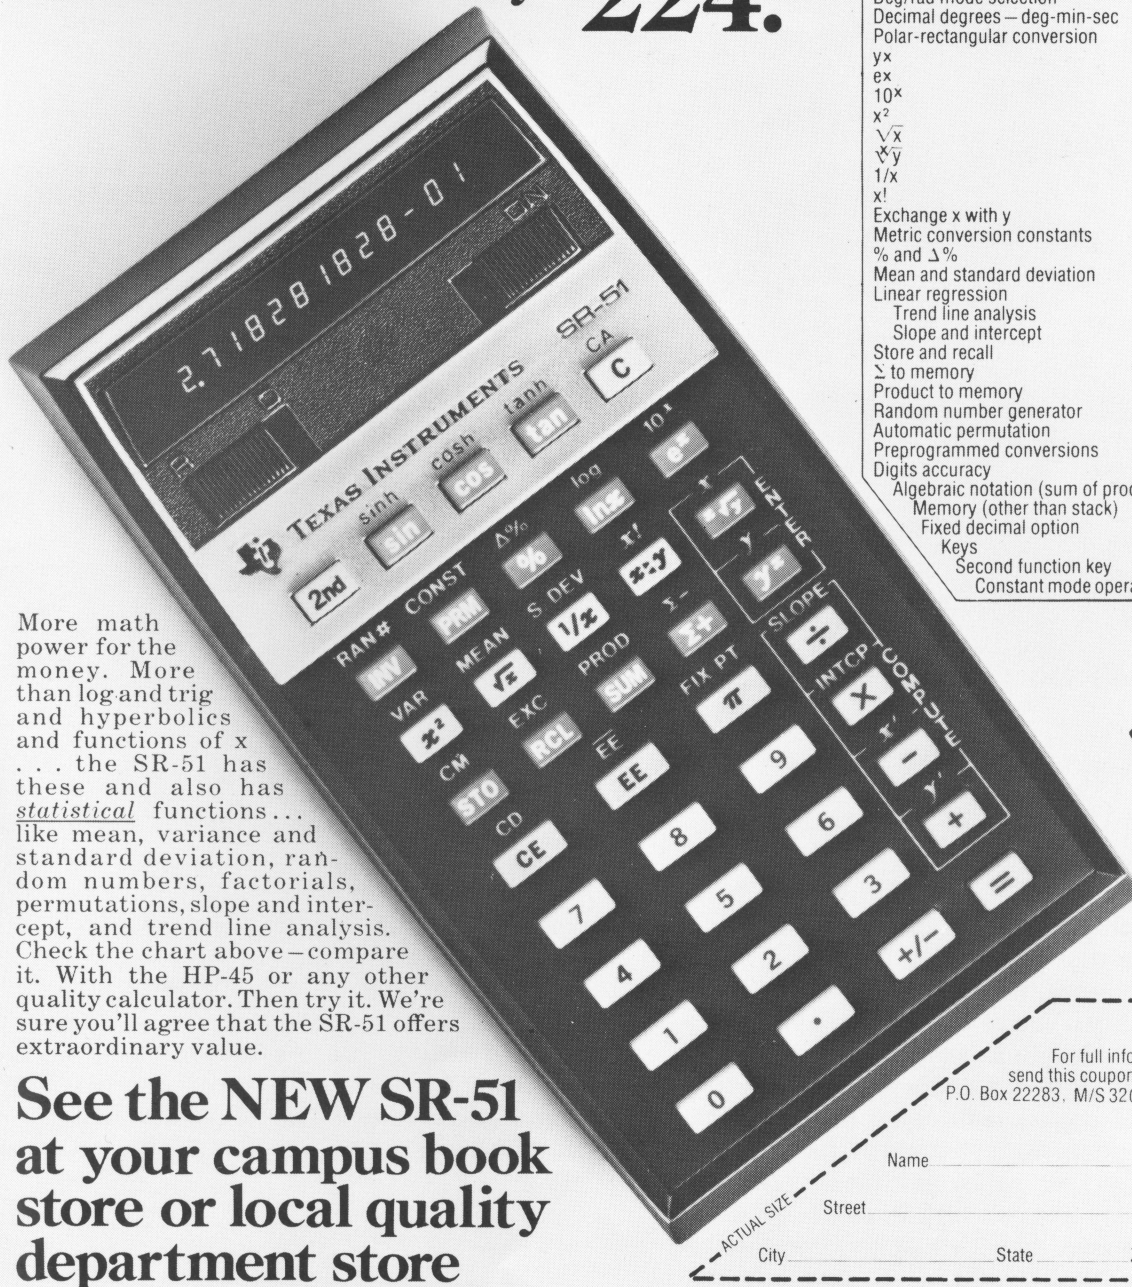 224.
Deg/rad mode selection
Decimal degrees — deg-min-sec
Polar-rectangular conversion
yx
ex
10x
x²
√x
x√y
1/x
x!
Exchange x with y
Metric conversion constants
% and Δ%
Mean and standard deviation
Linear regression
Trend line analysis
Slope and intercept
Store and recall
Σ to memory
Product to memory
Random number generator
Automatic permutation
Preprogrammed conversions
Digits accuracy
Algebraic notation (sum of prod
Memory (other than stack)
Fixed decimal option
Keys
Second function key
Constant mode opera
2.718281828-01
R D ON
TEXAS INSTRUMENTS SR-51
sinh cosh tanh CA
2nd sin cos tan C
RAN# CONST Δ% log 10x
INV PRM % lnx ex
VAR MEAN S DEV x! x
x² √x 1/x x:y x√y
CM EXC PROD Σ- y
STO RCL SUM Σ+ yx
CD EE FIX PT SLOPE
CE EE π ÷
INTCP
7 8 9 X
x'
4 5 6 −
y'
1 2 3 +
0 . +/− =
ENTER
COMPUTE
More math
power for the
money. More
than log and trig
and hyperbolics
and functions of x
. . . the SR-51 has
these and also has
statistical functions . . .
like mean, variance and
standard deviation, ran-
dom numbers, factorials,
permutations, slope and inter-
cept, and trend line analysis.
Check the chart above — compare
it. With the HP-45 or any other
quality calculator. Then try it. We're
sure you'll agree that the SR-51 offers
extraordinary value.
See the NEW SR-51
at your campus book
store or local quality
department store
For full info
send this coupon
P.O. Box 22283, M/S 320
Name
Street
City State
ACTUAL SIZE